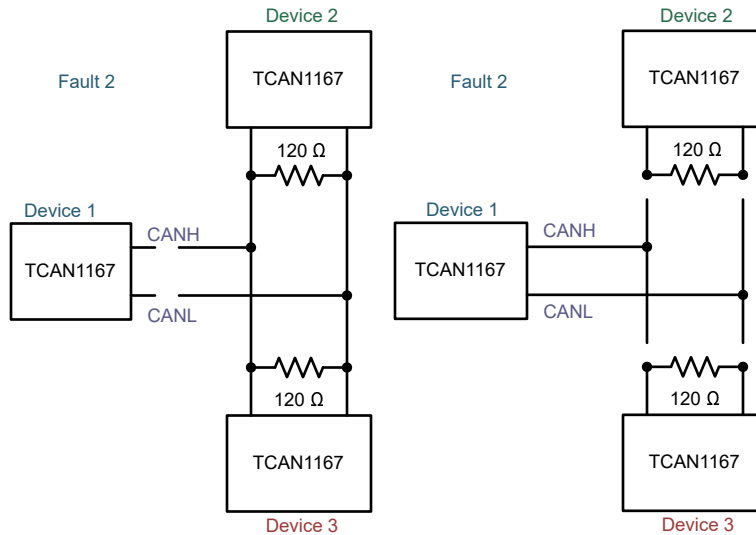 Device 2
TCAN1167
Fault 2
120 Ω
Device 1
CANH
TCAN1167
CANL
120 Ω
TCAN1167
Device 3
Device 2
TCAN1167
Fault 2
120 Ω
Device 1
CANH
TCAN1167
CANL
120 Ω
TCAN1167
Device 3